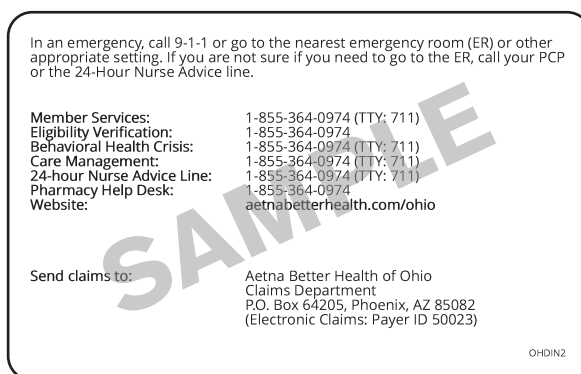 In an emergency, call 9-1-1 or go to the nearest emergency room (ER) or other
appropriate setting. If you are not sure if you need to go to the ER, call your PCP
or the 24-Hour Nurse Advice line.
Member Services: 1-855-364-0974 (TTY: 711)
Eligibility Verification: 1-855-364-0974
Behavioral Health Crisis: 1-855-364-0974 (TTY: 711)
Care Management: 1-855-364-0974 (TTY: 711)
24-hour Nurse Advice Line: 1-855-364-0974 (TTY: 711)
Pharmacy Help Desk: 1-855-364-0974
Website: aetnabetterhealth.com/ohio
SAMPLE
Send claims to: Aetna Better Health of Ohio
Claims Department
P.O. Box 64205, Phoenix, AZ 85082
(Electronic Claims: Payer ID 50023)
OHDIN2